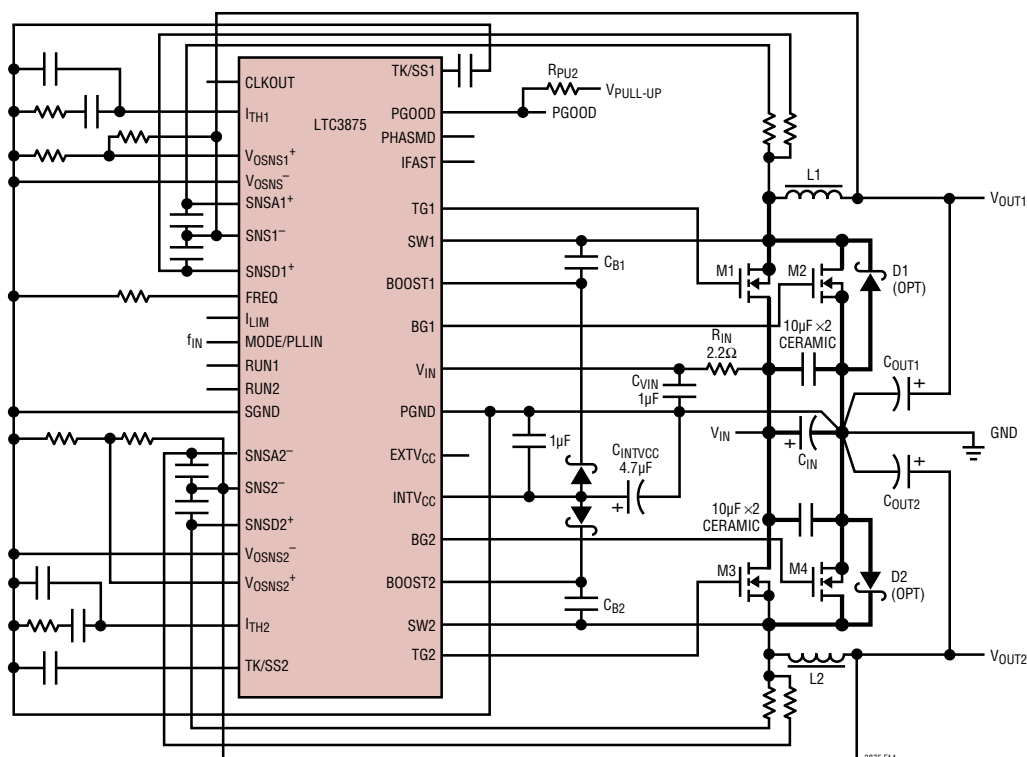 LTC3875
CLKOUT
ITH1
VOSNS1+
VOSNS−
SNSA1+
SNS1−
SNSD1+
FREQ
ILIM
fIN
MODE/PLLIN
RUN1
RUN2
SGND
SNSA2−
SNS2−
SNSD2+
VOSNS2−
VOSNS2+
ITH2
TK/SS2
TK/SS1
PGOOD
PHASMD
IFAST
TG1
SW1
BOOST1
BG1
VIN
PGND
EXTVCC
INTVCC
BG2
BOOST2
SW2
TG2
RPU2
VPULL-UP
PGOOD
L1
VOUT1
CB1
M1
M2
D1
(OPT)
RIN
2.2Ω
10µF ×2
CERAMIC
COUT1
CVIN
1µF
VIN
CIN
GND
1µF
CINTVCC
4.7µF
COUT2
10µF ×2
CERAMIC
M3
M4
D2
(OPT)
CB2
L2
VOUT2
+
+
+
+